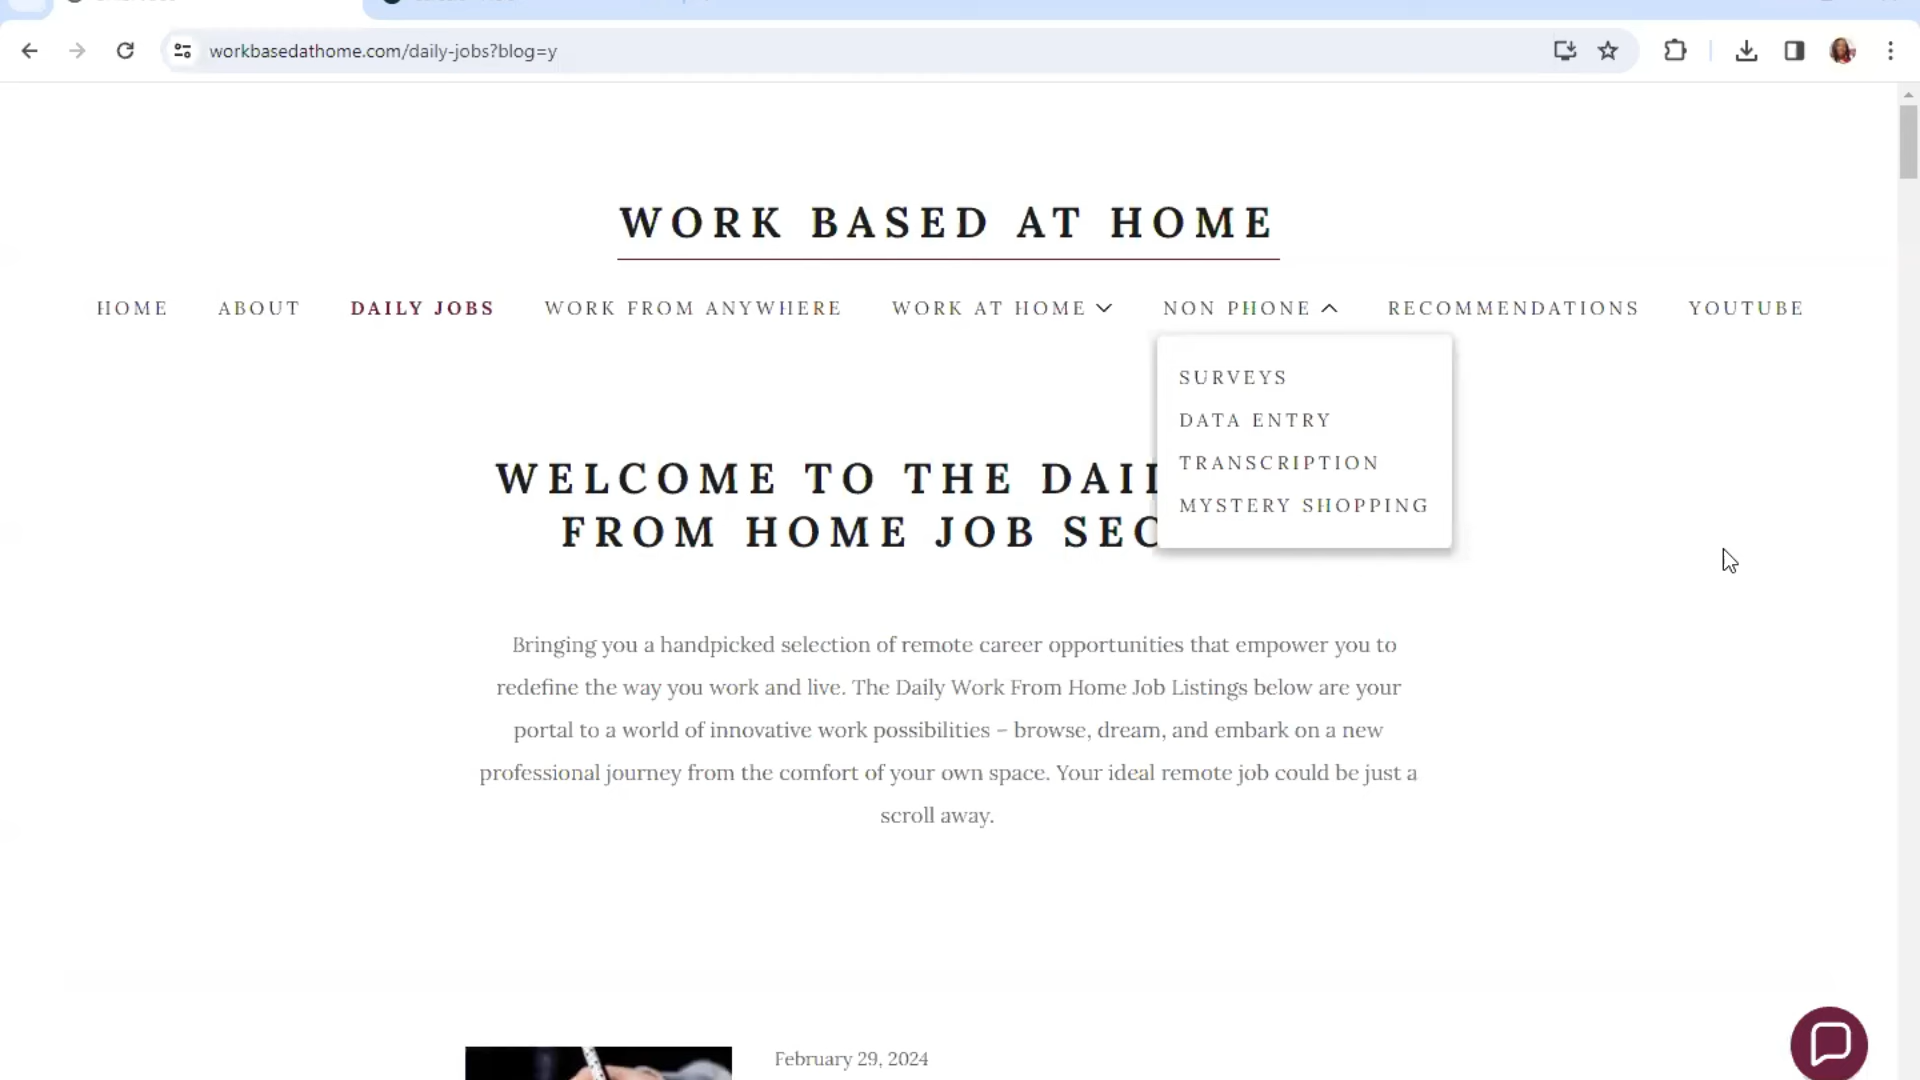 workbasedathome.com/daily-jobs?blog=y
WORK BASED AT HOME
HOME ABOUT DAILY JOBS WORK FROM ANYWHERE WORK AT HOME NON PHONE RECOMMENDATIONS YOUTUBE
SURVEYS
DATA ENTRY
TRANSCRIPTION
MYSTERY SHOPPING
WELCOME TO THE
FROM HOME JOB
Bringing you a handpicked selection of remote career opportunities that empower you to
redefine the way you work and live. The Daily Work From Home Job Listings below are your
portal to a world of innovative work possibilities – browse, dream, and embark on a new
professional journey from the comfort of your own space. Your ideal remote job could be just a
scroll away.
February 29, 2024